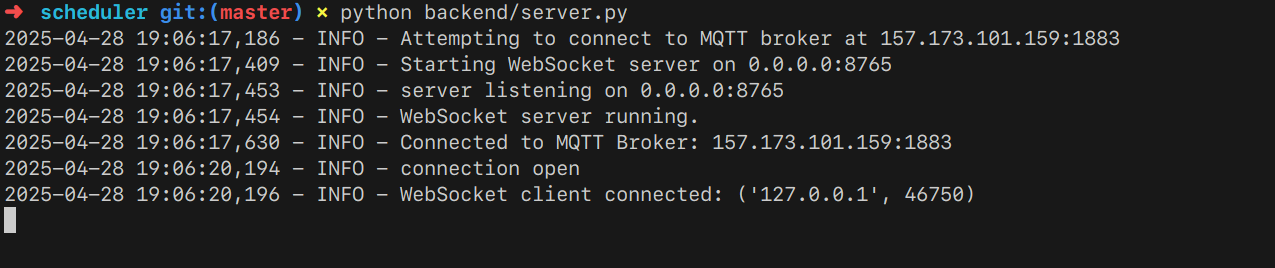 ➜ scheduler git:(master) × python backend/server.py
2025-04-28 19:06:17,186 - INFO - Attempting to connect to MQTT broker at 157.173.101.159:1883
2025-04-28 19:06:17,409 - INFO - Starting WebSocket server on 0.0.0.0:8765
2025-04-28 19:06:17,453 - INFO - server listening on 0.0.0.0:8765
2025-04-28 19:06:17,454 - INFO - WebSocket server running.
2025-04-28 19:06:17,630 - INFO - Connected to MQTT Broker: 157.173.101.159:1883
2025-04-28 19:06:20,194 - INFO - connection open
2025-04-28 19:06:20,196 - INFO - WebSocket client connected: ('127.0.0.1', 46750)